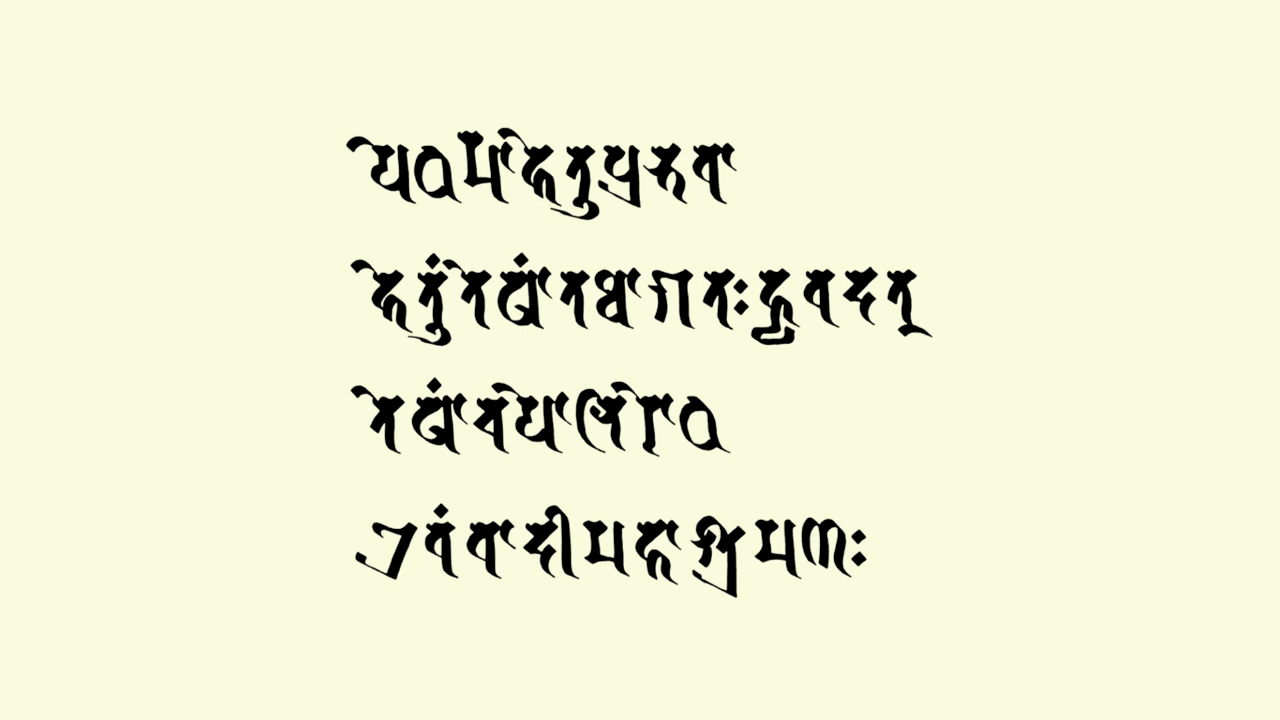 𑖧𑖸𑖠𑖨𑖿𑖦𑖯𑖮𑖸𑖝𑖲𑖢𑖿𑖨𑖥𑖪𑖯
𑖮𑖸𑖝𑖲𑖽𑖝𑖸𑖬𑖯𑖽𑖝𑖞𑖯𑖐𑖝𑖾𑖮𑖿𑖧𑖪𑖟𑖝𑖿
𑖝𑖸𑖬𑖯𑖽𑖓𑖧𑖺𑖡𑖰𑖨𑖺𑖠
𑖊𑖪𑖽𑖪𑖯𑖟𑖱𑖦𑖮𑖯𑖫𑖿𑖨𑖦𑖜𑖾